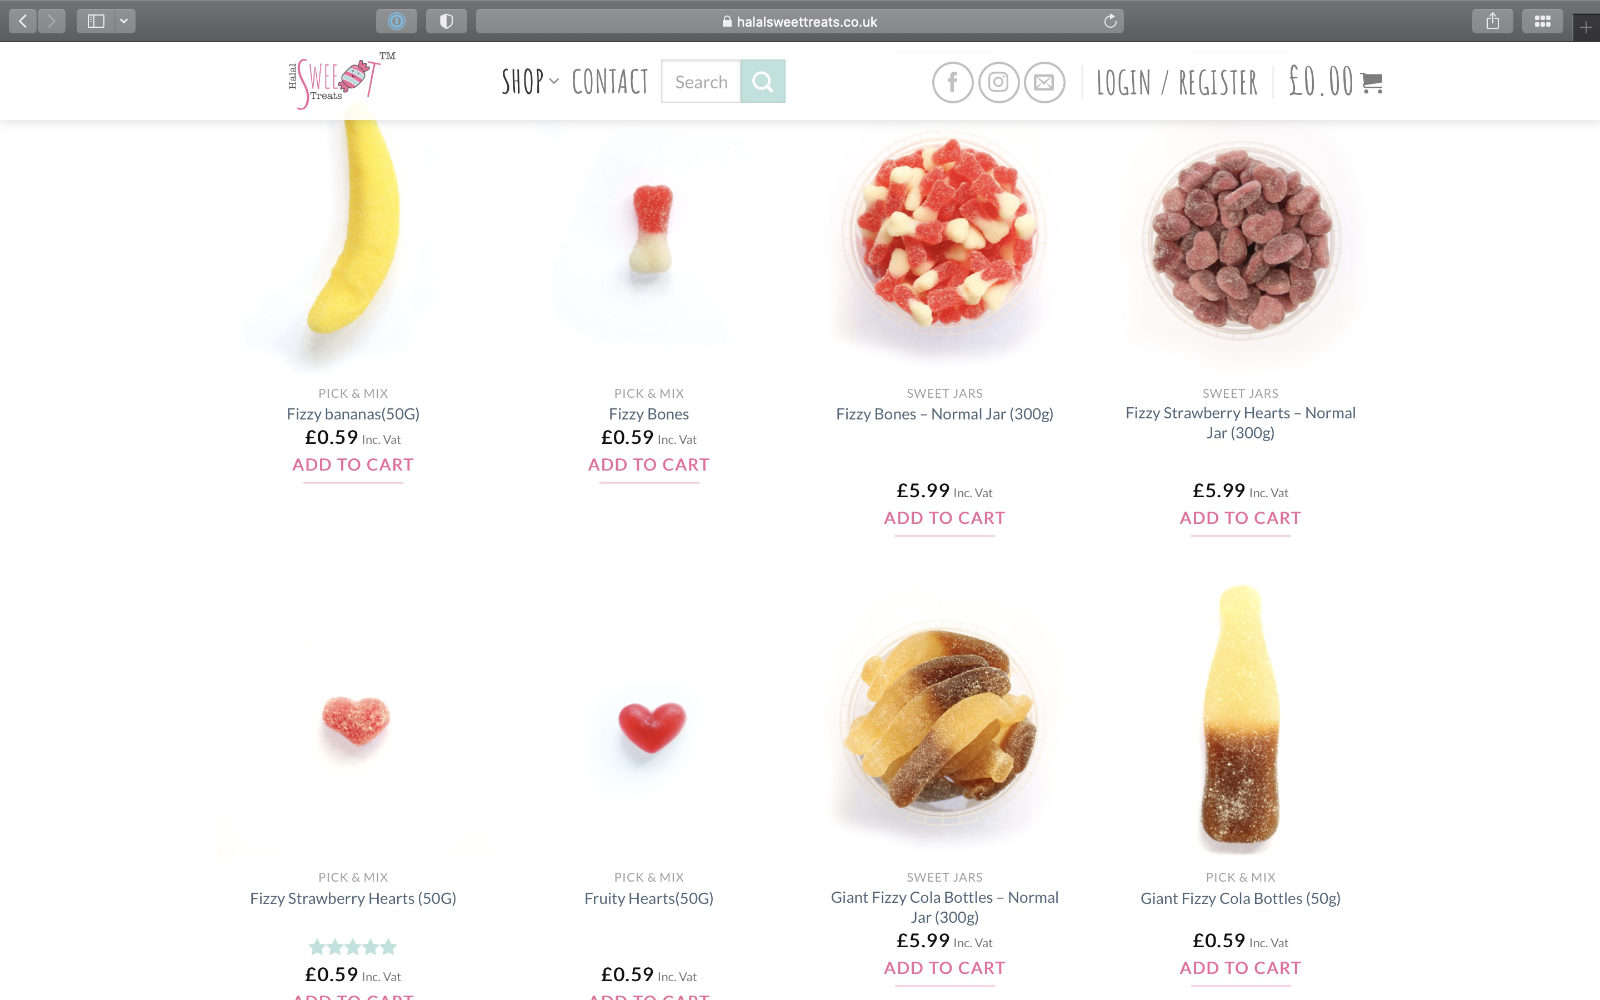 halalsweettreats.co.uk
Halal SWEET Treats TM
SHOP CONTACT Search LOGIN / REGISTER £0.00
PICK & MIX
Fizzy bananas(50G)
£0.59 Inc. Vat
ADD TO CART
PICK & MIX
Fizzy Bones
£0.59 Inc. Vat
ADD TO CART
SWEET JARS
Fizzy Bones – Normal Jar (300g)
£5.99 Inc. Vat
ADD TO CART
SWEET JARS
Fizzy Strawberry Hearts – Normal
Jar (300g)
£5.99 Inc. Vat
ADD TO CART
PICK & MIX
Fizzy Strawberry Hearts (50G)
£0.59 Inc. Vat
ADD TO CART
PICK & MIX
Fruity Hearts(50G)
£0.59 Inc. Vat
ADD TO CART
SWEET JARS
Giant Fizzy Cola Bottles – Normal
Jar (300g)
£5.99 Inc. Vat
ADD TO CART
PICK & MIX
Giant Fizzy Cola Bottles (50g)
£0.59 Inc. Vat
ADD TO CART